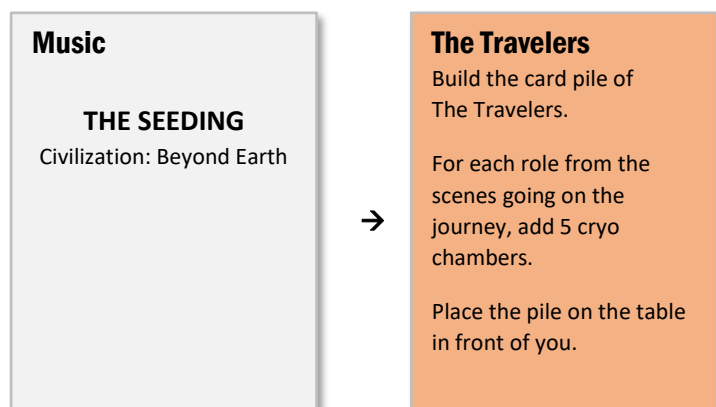 Music
THE SEEDING
Civilization: Beyond Earth
→
The Travelers
Build the card pile of
The Travelers.
For each role from the
scenes going on the
journey, add 5 cryo
chambers.
Place the pile on the table
in front of you.